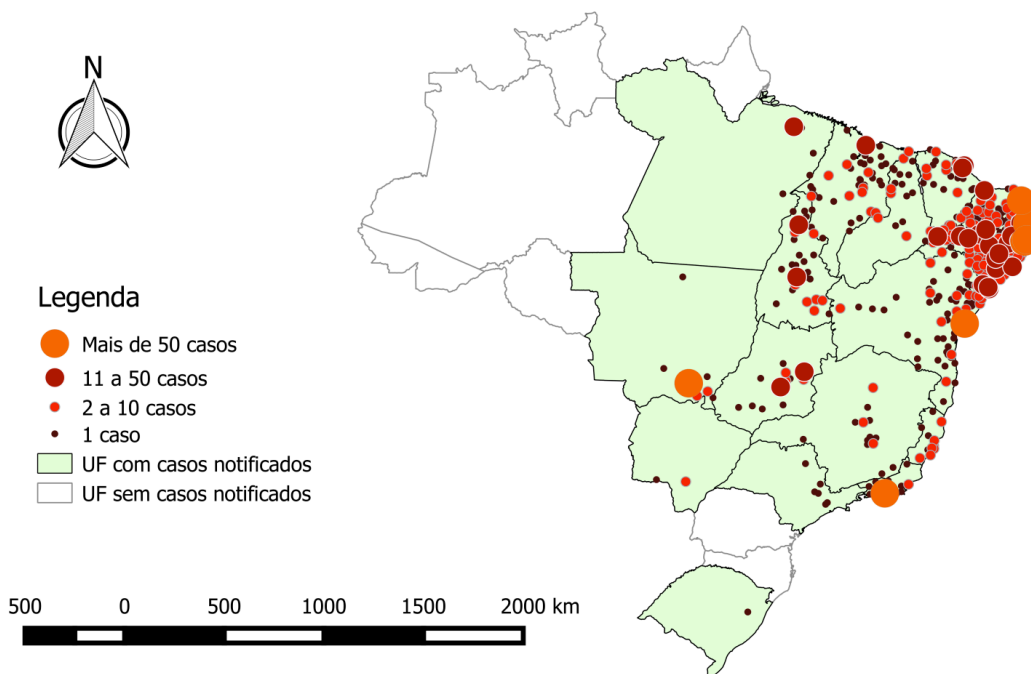 N
Legenda
Mais de 50 casos
11 a 50 casos
2 a 10 casos
1 caso
UF com casos notificados
UF sem casos notificados
500 0 500 1000 1500 2000 km